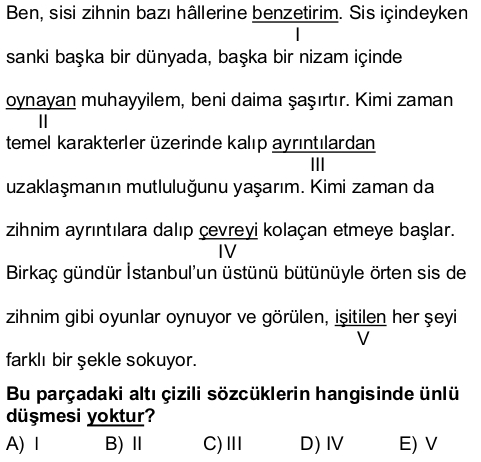 Ben, sisi zihnin bazı hâllerine benzetirim. Sis içindeyken
I
sanki başka bir dünyada, başka bir nizam içinde
oynayan muhayyilem, beni daima şaşırtır. Kimi zaman
II
temel karakterler üzerinde kalıp ayrıntılardan
III
uzaklaşmanın mutluluğunu yaşarım. Kimi zaman da
zihnim ayrıntılara dalıp çevreyi kolaçan etmeye başlar.
IV
Birkaç gündür İstanbul'un üstünü bütünüyle örten sis de
zihnim gibi oyunlar oynuyor ve görülen, işitilen her şeyi
V
farklı bir şekle sokuyor.
Bu parçadaki altı çizili sözcüklerin hangisinde ünlü
düşmesi yoktur?
A) I B) II C) III D) IV E) V